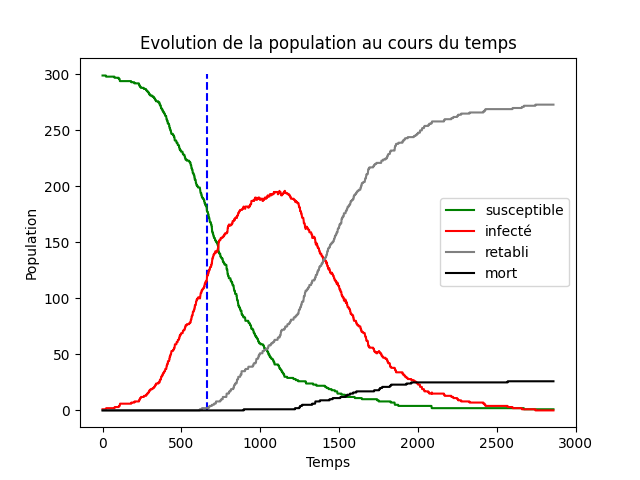 Evolution de la population au cours du temps
Population
300
250
200
150
100
50
0
susceptible
infecté
retabli
mort
0 500 1000 1500 2000 2500 3000
Temps